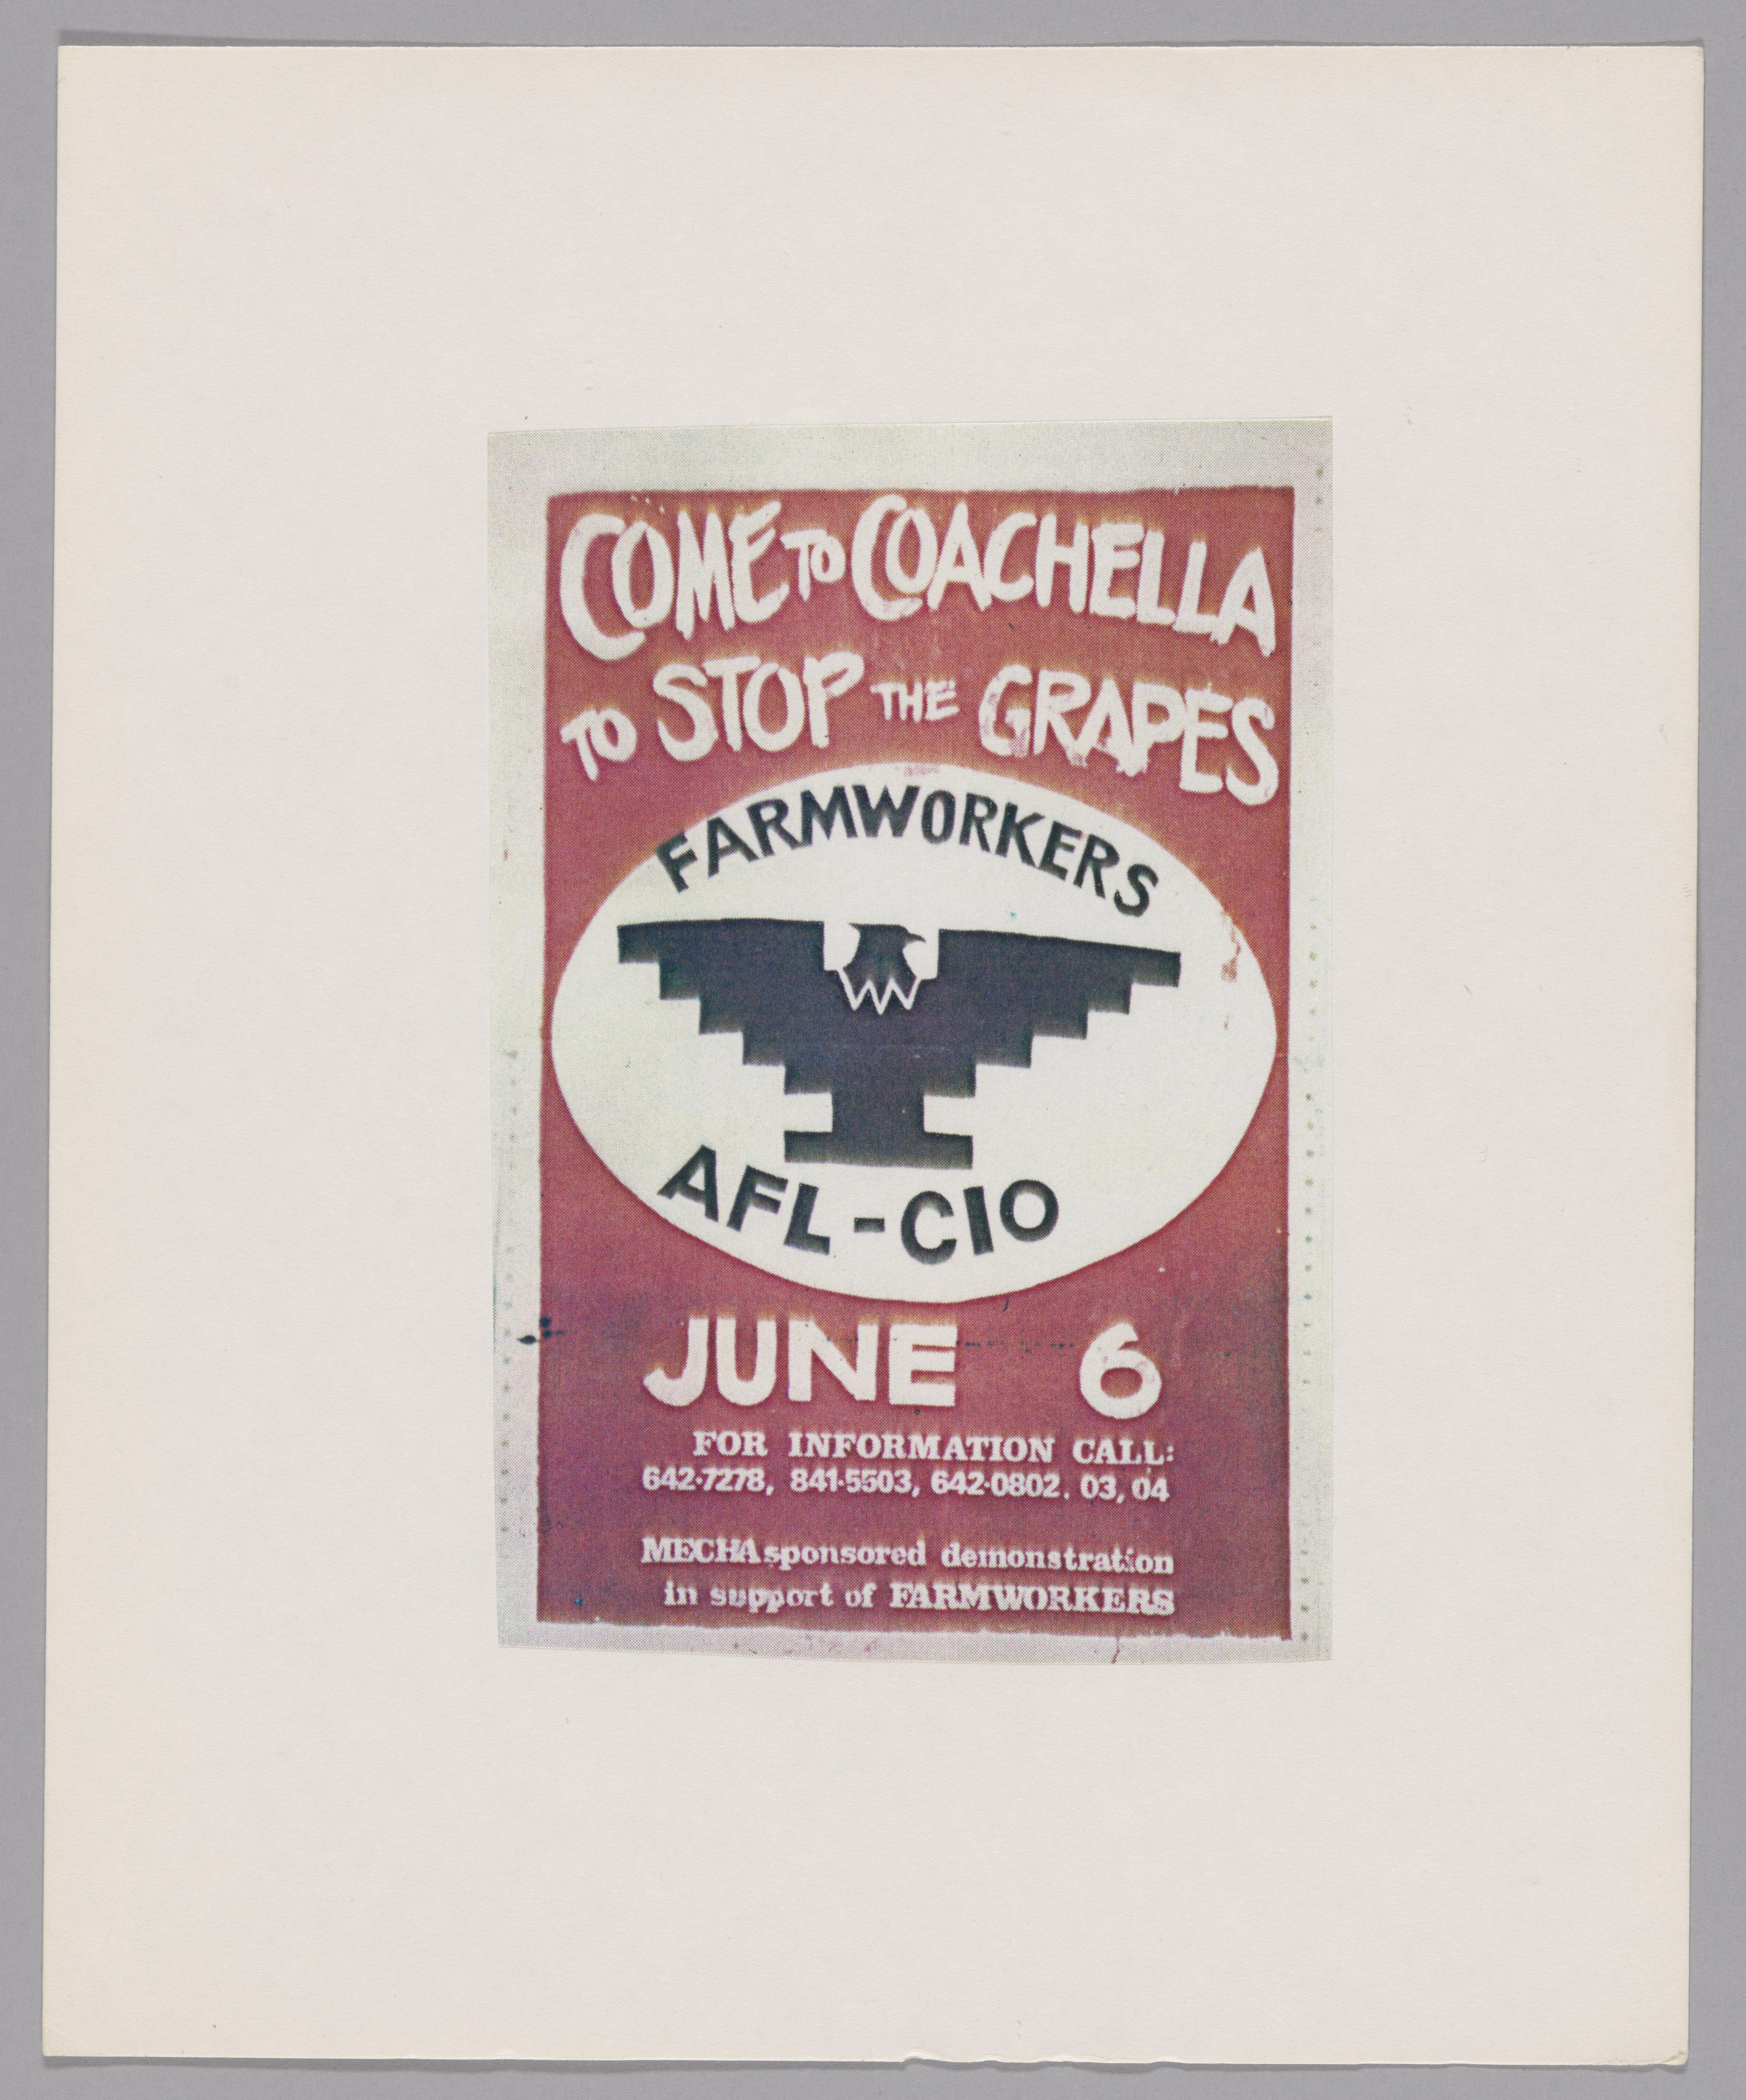 COME TO COACHELLA
TO STOP THE GRAPES
FARMWORKERS
AFL-CIO
JUNE 6
FOR INFORMATION CALL:
642-7278, 841-5503, 642-0802. 03, 04
MECHA sponsored demonstration
in support of FARMWORKERS